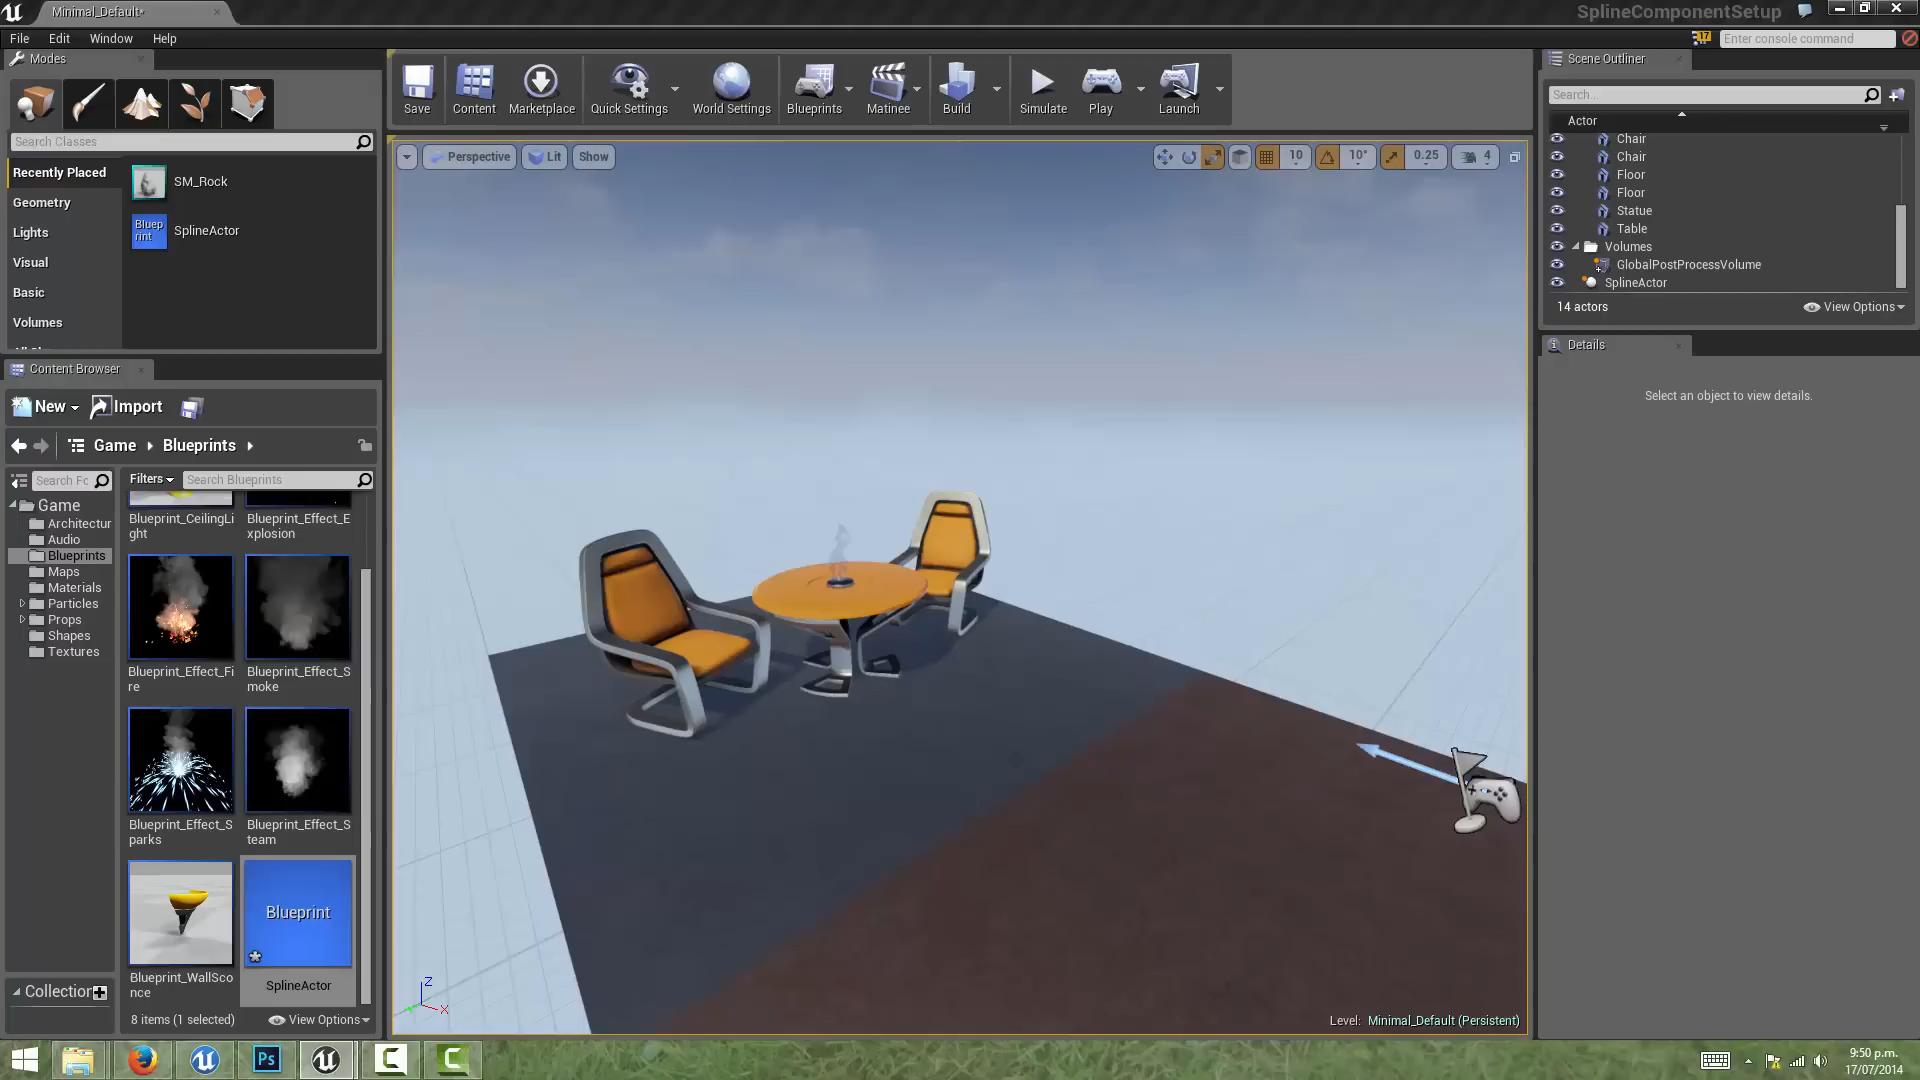 Minimal_Default*
SplineComponentSetup
File Edit Window Help
17 Enter console command
Modes
Search Classes
Recently Placed
Geometry
Lights
Visual
Basic
Volumes
SM_Rock
Blueprint
SplineActor
Save
Content
Marketplace
Quick Settings
World Settings
Blueprints
Matinee
Build
Simulate
Play
Launch
Perspective
Lit
Show
10
10°
0.25
4
Scene Outliner
Search...
Actor
Chair
Chair
Floor
Floor
Statue
Table
Volumes
GlobalPostProcessVolume
SplineActor
14 actors
View Options
Details
Select an object to view details.
Content Browser
New
Import
Game
Blueprints
Search Fo
Filters
Search Blueprints
Game
Architectur
Audio
Blueprints
Maps
Materials
Particles
Props
Shapes
Textures
Collection
Blueprint_CeilingLi
ght
Blueprint_Effect_E
xplosion
Blueprint_Effect_Fi
re
Blueprint_Effect_S
moke
Blueprint_Effect_S
parks
Blueprint_Effect_S
team
Blueprint_WallSco
nce
Blueprint
SplineActor
8 items (1 selected)
View Options
Z
X
Level: Minimal_Default (Persistent)
Ps
9:50 p.m.
17/07/2014